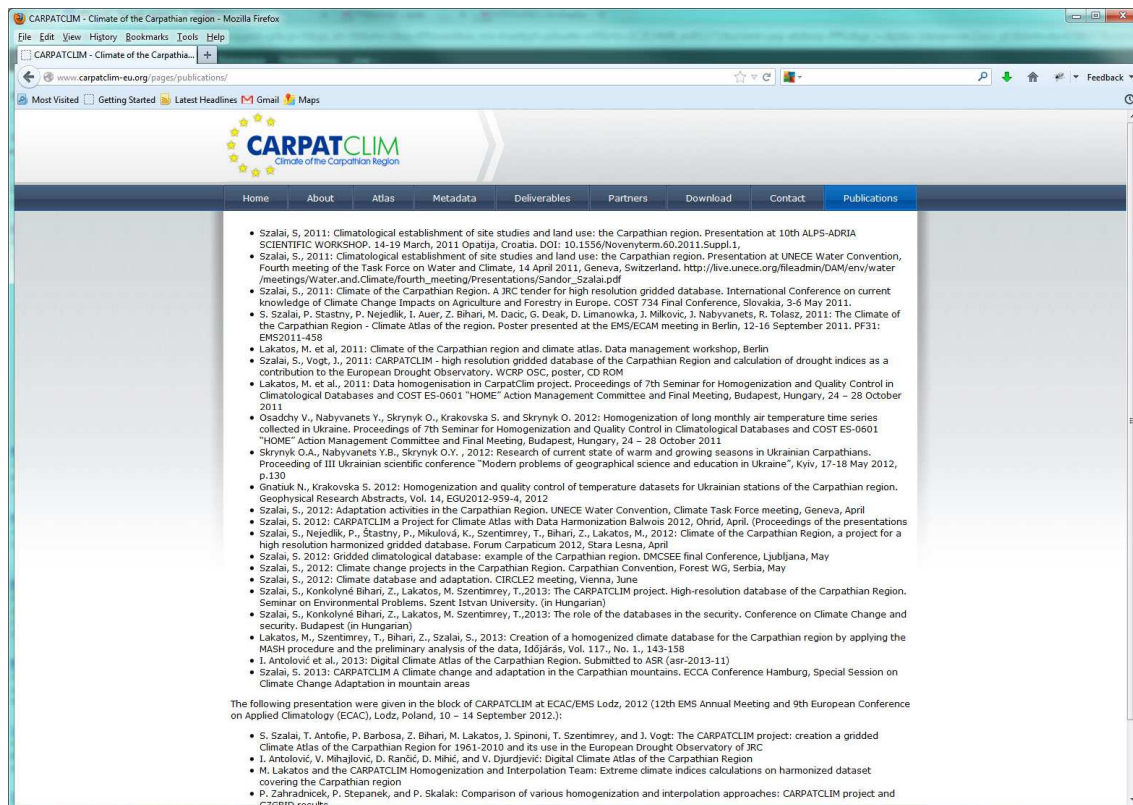 CARPATCLIM - Climate of the Carpathian region - Mozilla Firefox
File Edit View History Bookmarks Tools Help
CARPATCLIM - Climate of the Carpathia... +
www.carpatclim-eu.org/pages/publications/
Feedback
Most Visited Getting Started Latest Headlines Gmail Maps
CARPATCLIM
Climate of the Carpathian Region
Home About Atlas Metadata Deliverables Partners Download Contact Publications
• Szalai, S, 2011: Climatological establishment of site studies and land use: the Carpathian region. Presentation at 10th ALPS-ADRIA
SCIENTIFIC WORKSHOP. 14-19 March, 2011 Opatija, Croatia. DOI: 10.1556/Novenyterm.60.2011.Suppl.1,
• Szalai, S., 2011: Climatological establishment of site studies and land use: the Carpathian region. Presentation at UNECE Water Convention,
Fourth meeting of the Task Force on Water and Climate, 14 April 2011, Geneva, Switzerland. http://live.unece.org/fileadmin/DAM/env/water
/meetings/Water.and.Climate/fourth_meeting/Presentations/Sandor_Szalai.pdf
• Szalai, S., 2011: Climate of the Carpathian Region. A JRC tender for high resolution gridded database. International Conference on current
knowledge of Climate Change Impacts on Agriculture and Forestry in Europe. COST 734 Final Conference, Slovakia, 3-6 May 2011.
• S. Szalai, P. Stastny, P. Nejedlik, I. Auer, Z. Bihari, M. Dacic, G. Deak, D. Limanowka, J. Milkovic, J. Nabyvanets, R. Tolasz, 2011: The Climate of
the Carpathian Region - Climate Atlas of the region. Poster presented at the EMS/ECAM meeting in Berlin, 12-16 September 2011. PF31:
EMS2011-458
• Lakatos, M. et al, 2011: Climate of the Carpathian region and climate atlas. Data management workshop, Berlin
• Szalai, S., Vogt, J., 2011: CARPATCLIM - high resolution gridded database of the Carpathian Region and calculation of drought indices as a
contribution to the European Drought Observatory. WCRP OSC, poster, CD ROM
• Lakatos, M. et al., 2011: Data homogenisation in CarpatClim project. Proceedings of 7th Seminar for Homogenization and Quality Control in
Climatological Databases and COST ES-0601 "HOME" Action Management Committee and Final Meeting, Budapest, Hungary, 24 – 28 October
2011
• Osadchy V., Nabyvanets Y., Skrynyk O., Krakovska S. and Skrynyk O. 2012: Homogenization of long monthly air temperature time series
collected in Ukraine. Proceedings of 7th Seminar for Homogenization and Quality Control in Climatological Databases and COST ES-0601
"HOME" Action Management Committee and Final Meeting, Budapest, Hungary, 24 – 28 October 2011
• Skrynyk O.A., Nabyvanets Y.B., Skrynyk O.Y. , 2012: Research of current state of warm and growing seasons in Ukrainian Carpathians.
Proceeding of III Ukrainian scientific conference "Modern problems of geographical science and education in Ukraine", Kyiv, 17-18 May 2012,
p.130
• Gnatiuk N., Krakovska S. 2012: Homogenization and quality control of temperature datasets for Ukrainian stations of the Carpathian region.
Geophysical Research Abstracts, Vol. 14, EGU2012-959-4, 2012
• Szalai, S., 2012: Adaptation activities in the Carpathian Region. UNECE Water Convention, Climate Task Force meeting, Geneva, April
• Szalai, S. 2012: CARPATCLIM a Project for Climate Atlas with Data Harmonization Balwois 2012, Ohrid, April. (Proceedings of the presentations
• Szalai, S., Nejedlik, P., Štastny, P., Mikulová, K., Szentimrey, T., Bihari, Z., Lakatos, M., 2012: Climate of the Carpathian Region, a project for a
high resolution harmonized gridded database. Forum Carpaticum 2012, Stara Lesna, April
• Szalai, S. 2012: Gridded climatological database: example of the Carpathian region. DMCSEE final Conference, Ljubljana, May
• Szalai, S., 2012: Climate change projects in the Carpathian Region. Carpathian Convention, Forest WG, Serbia, May
• Szalai, S., 2012: Climate database and adaptation. CIRCLE2 meeting, Vienna, June
• Szalai, S., Konkolyné Bihari, Z., Lakatos, M. Szentimrey, T.,2013: The CARPATCLIM project. High-resolution database of the Carpathian Region.
Seminar on Environmental Problems. Szent Istvan University. (in Hungarian)
• Szalai, S., Konkolyné Bihari, Z., Lakatos, M. Szentimrey, T.,2013: The role of the databases in the security. Conference on Climate Change and
security. Budapest (in Hungarian)
• Lakatos, M., Szentimrey, T., Bihari, Z., Szalai, S., 2013: Creation of a homogenized climate database for the Carpathian region by applying the
MASH procedure and the preliminary analysis of the data, Időjárás, Vol. 117., No. 1., 143-158
• I. Antolović et al., 2013: Digital Climate Atlas of the Carpathian Region. Submitted to ASR (asr-2013-11)
• Szalai, S. 2013: CARPATCLIM A Climate change and adaptation in the Carpathian mountains. ECCA Conference Hamburg, Special Session on
Climate Change Adaptation in mountain areas
The following presentation were given in the block of CARPATCLIM at ECAC/EMS Lodz, 2012 (12th EMS Annual Meeting and 9th European Conference
on Applied Climatology (ECAC), Lodz, Poland, 10 – 14 September 2012.):
• S. Szalai, T. Antofie, P. Barbosa, Z. Bihari, M. Lakatos, J. Spinoni, T. Szentimrey, and J. Vogt: The CARPATCLIM project: creation a gridded
Climate Atlas of the Carpathian Region for 1961-2010 and its use in the European Drought Observatory of JRC
• I. Antolović, V. Mihajlović, D. Rančić, D. Mihić, and V. Djurdjević: Digital Climate Atlas of the Carpathian Region
• M. Lakatos and the CARPATCLIM Homogenization and Interpolation Team: Extreme climate indices calculations on harmonized dataset
covering the Carpathian region
• P. Zahradnicek, P. Stepanek, and P. Skalak: Comparison of various homogenization and interpolation approaches: CARPATCLIM project and